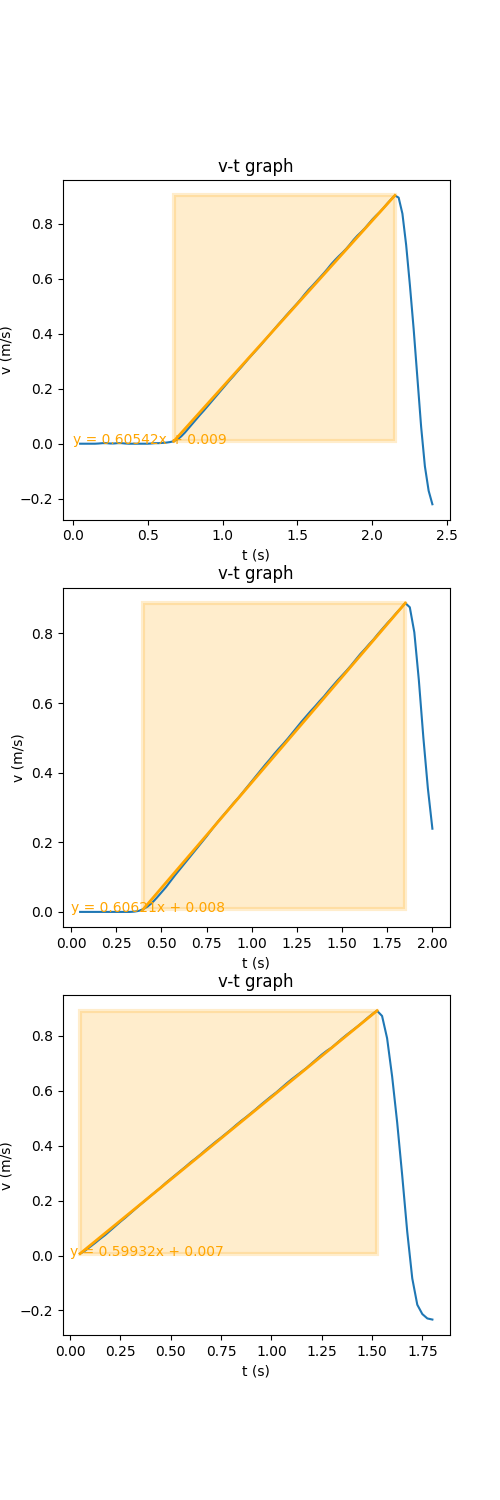 v-t graph
v (m/s)
0.8
0.6
0.4
0.2
0.0
−0.2
y = 0.60542x + 0.009
0.0 0.5 1.0 1.5 2.0 2.5
t (s)
v-t graph
v (m/s)
0.8
0.6
0.4
0.2
0.0
y = 0.60621x + 0.008
0.00 0.25 0.50 0.75 1.00 1.25 1.50 1.75 2.00
t (s)
v-t graph
v (m/s)
0.8
0.6
0.4
0.2
0.0
−0.2
y = 0.59932x + 0.007
0.00 0.25 0.50 0.75 1.00 1.25 1.50 1.75
t (s)